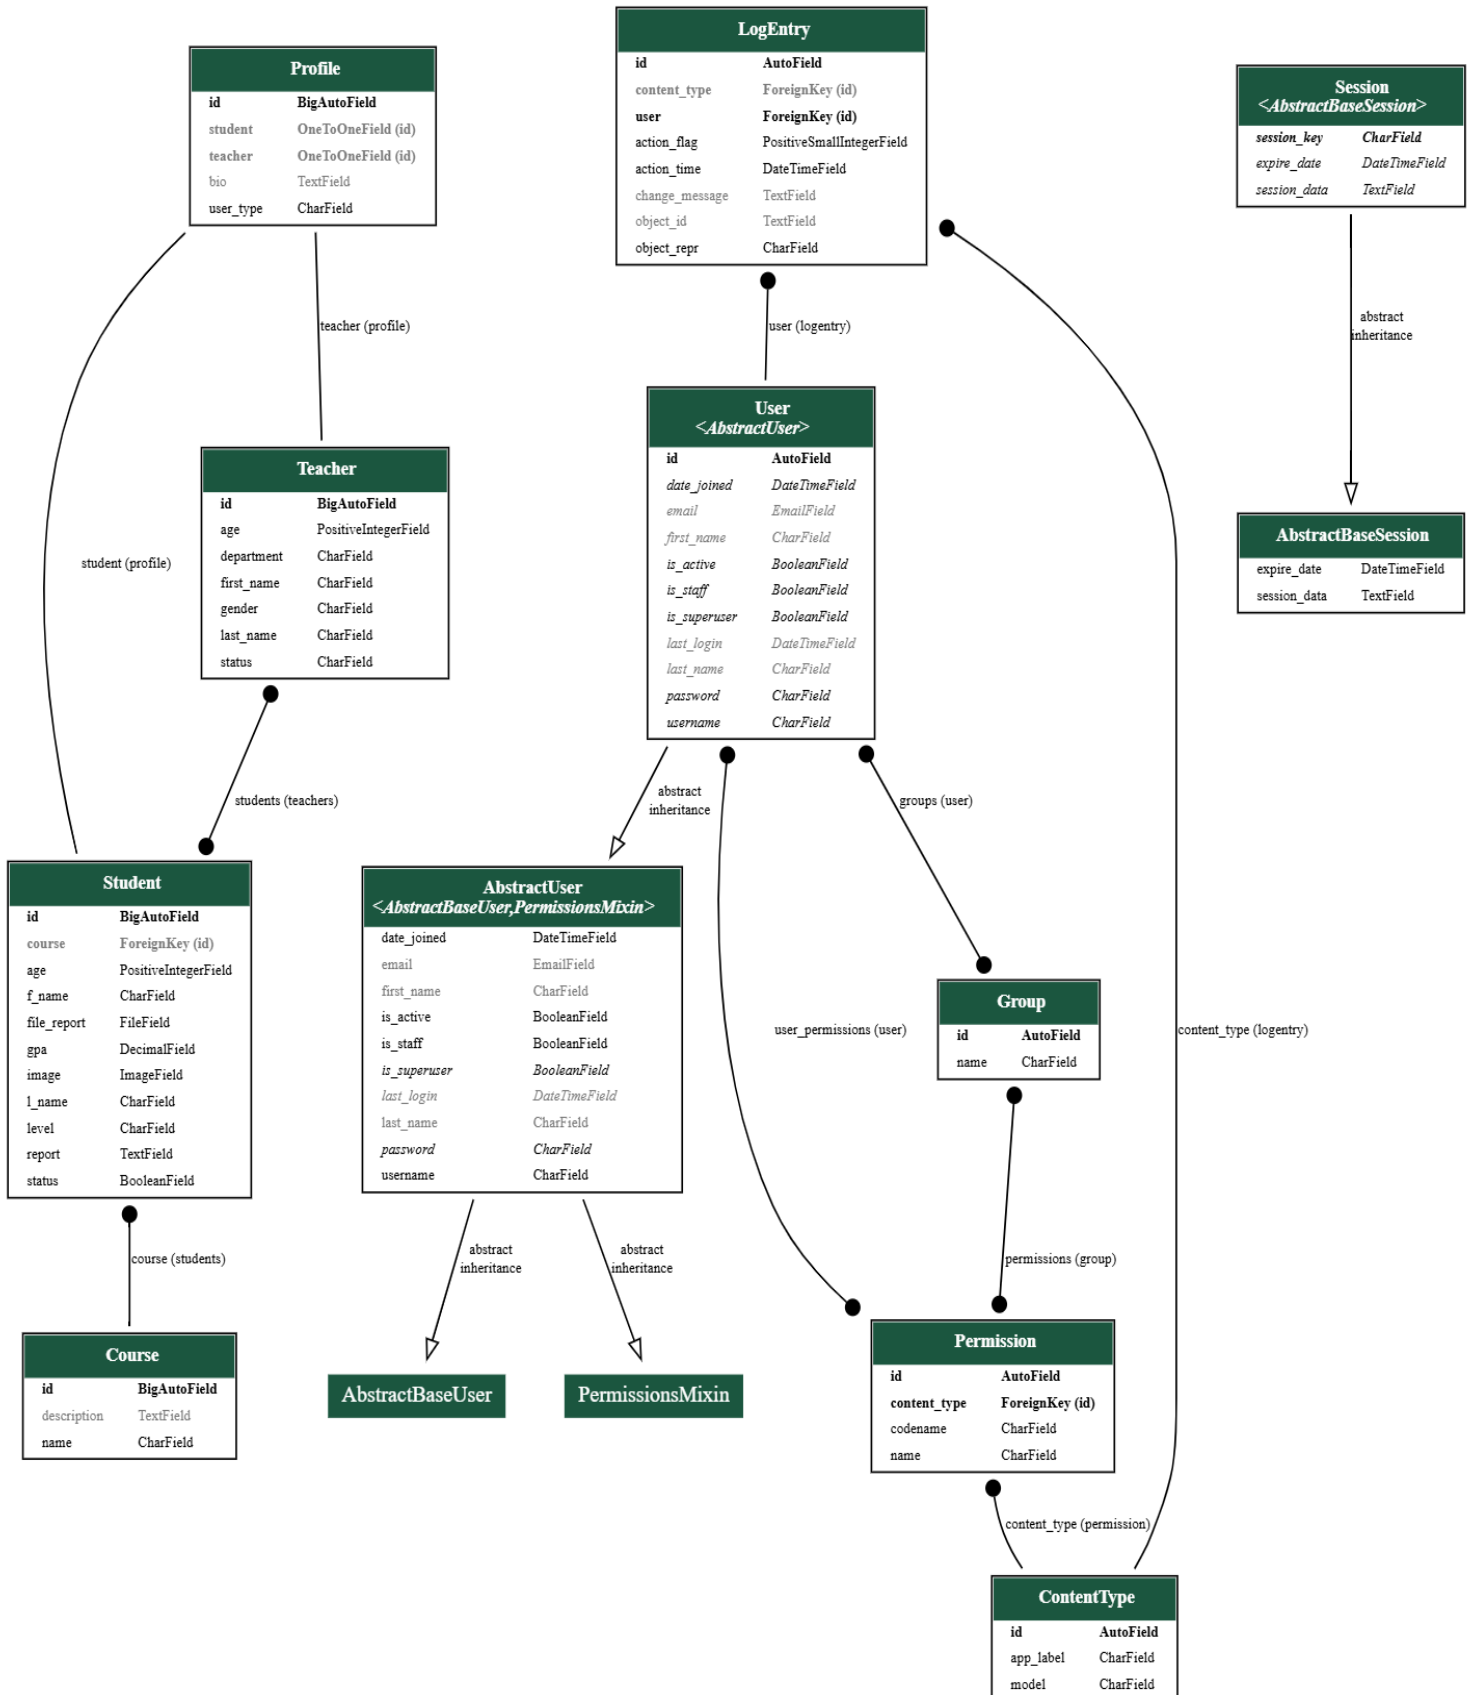 LogEntry
id AutoField
content_type ForeignKey (id)
user ForeignKey (id)
action_flag PositiveSmallIntegerField
action_time DateTimeField
change_message TextField
object_id TextField
object_repr CharField
Profile
id BigAutoField
student OneToOneField (id)
teacher OneToOneField (id)
bio TextField
user_type CharField
Session
<AbstractBaseSession>
session_key CharField
expire_date DateTimeField
session_data TextField
teacher (profile)
user (logentry)
abstract
inheritance
User
<AbstractUser>
id AutoField
date_joined DateTimeField
email EmailField
first_name CharField
is_active BooleanField
is_staff BooleanField
is_superuser BooleanField
last_login DateTimeField
last_name CharField
password CharField
username CharField
Teacher
id BigAutoField
age PositiveIntegerField
department CharField
first_name CharField
gender CharField
last_name CharField
status CharField
student (profile)
AbstractBaseSession
expire_date DateTimeField
session_data TextField
students (teachers)
abstract
inheritance
groups (user)
Student
id BigAutoField
course ForeignKey (id)
age PositiveIntegerField
f_name CharField
file_report FileField
gpa DecimalField
image ImageField
l_name CharField
level CharField
report TextField
status BooleanField
AbstractUser
<AbstractBaseUser,PermissionsMixin>
date_joined DateTimeField
email EmailField
first_name CharField
is_active BooleanField
is_staff BooleanField
is_superuser BooleanField
last_login DateTimeField
last_name CharField
password CharField
username CharField
user_permissions (user)
Group
id AutoField
name CharField
content_type (logentry)
course (students)
abstract
inheritance
abstract
inheritance
permissions (group)
Course
id BigAutoField
description TextField
name CharField
AbstractBaseUser
PermissionsMixin
Permission
id AutoField
content_type ForeignKey (id)
codename CharField
name CharField
content_type (permission)
ContentType
id AutoField
app_label CharField
model CharField